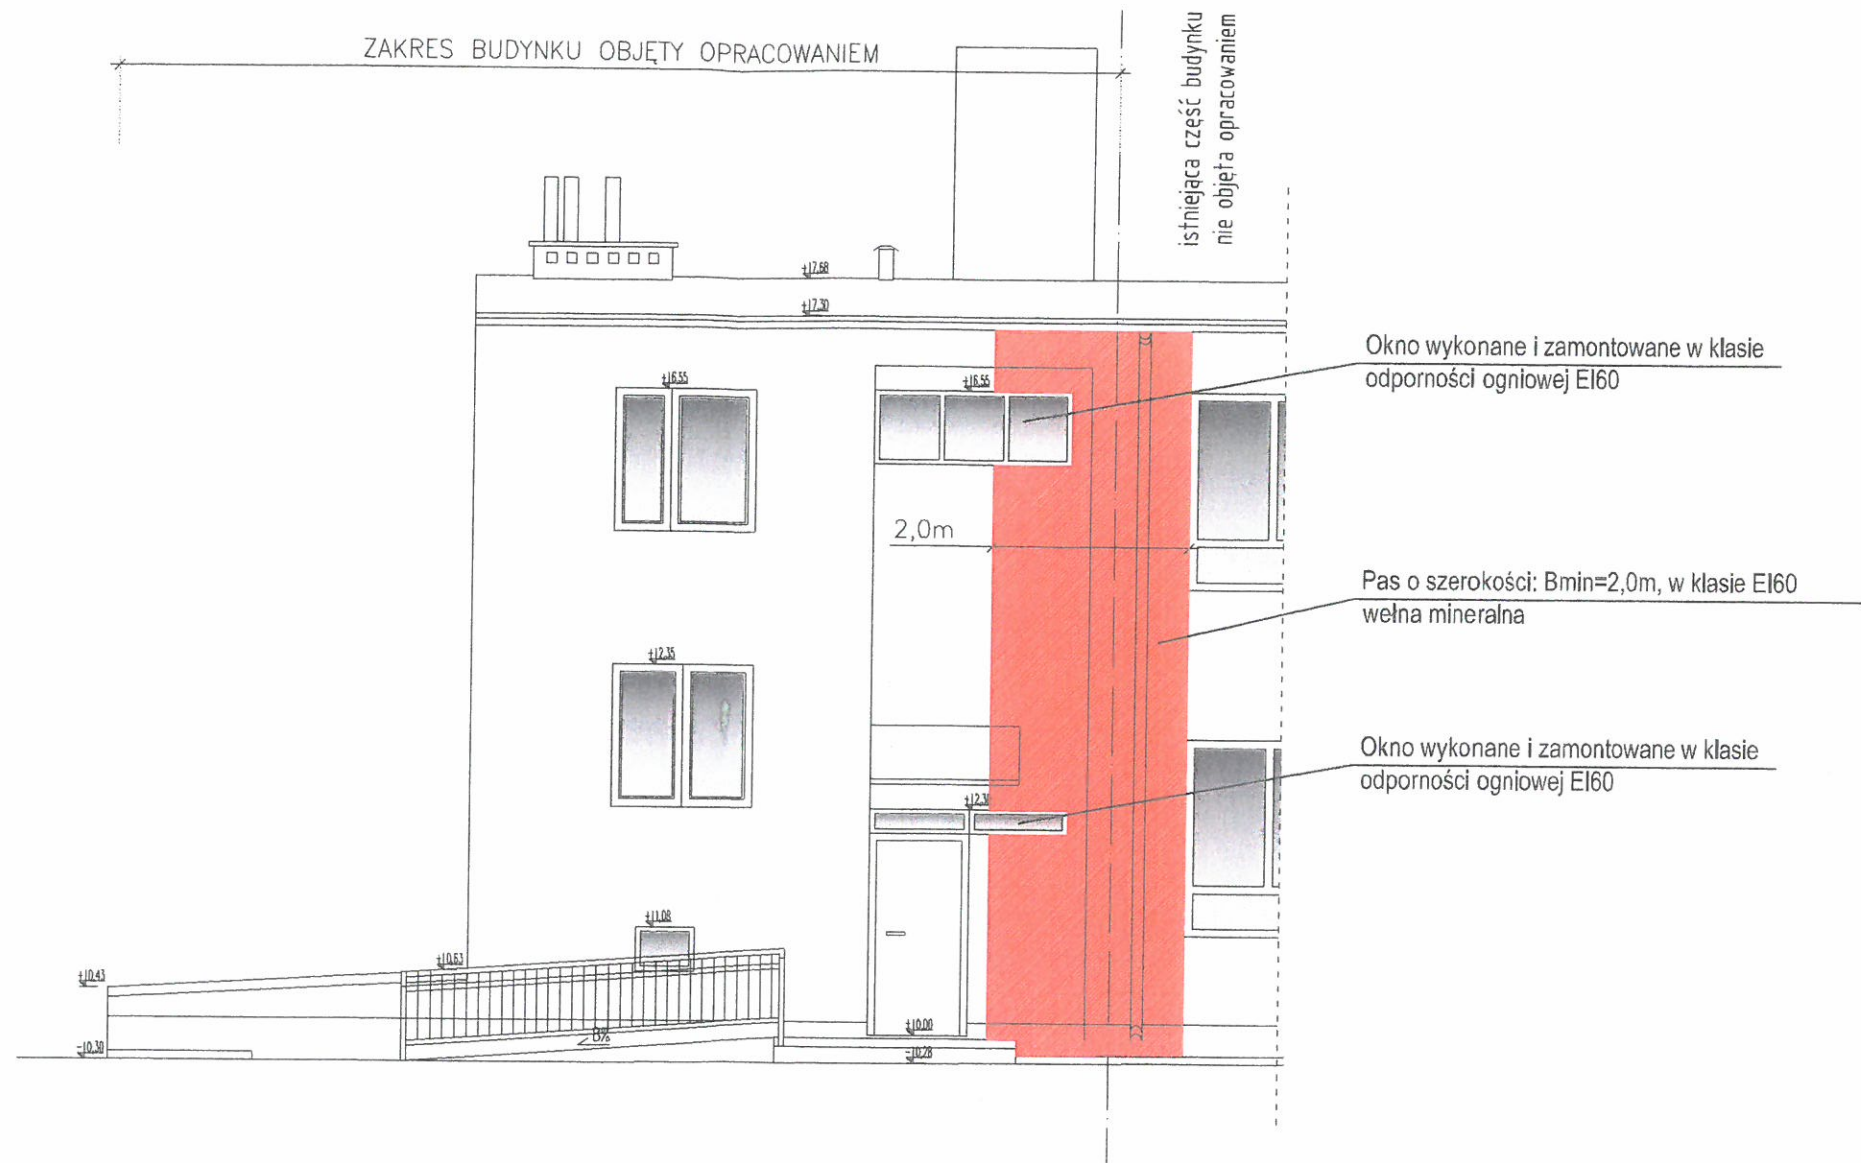 ZAKRES BUDYNKU OBJĘTY OPRACOWANIEM
istniejąca część budynku
nie objęta opracowaniem
±17,68
±17,30
Okno wykonane i zamontowane w klasie
odporności ogniowej EI60
±16,55
±16,55
2,0m
Pas o szerokości: Bmin=2,0m, w klasie EI60
wełna mineralna
±12,35
Okno wykonane i zamontowane w klasie
odporności ogniowej EI60
±11,08
±10,63
±10,43
±10,00
8%
-10,30
-10,28